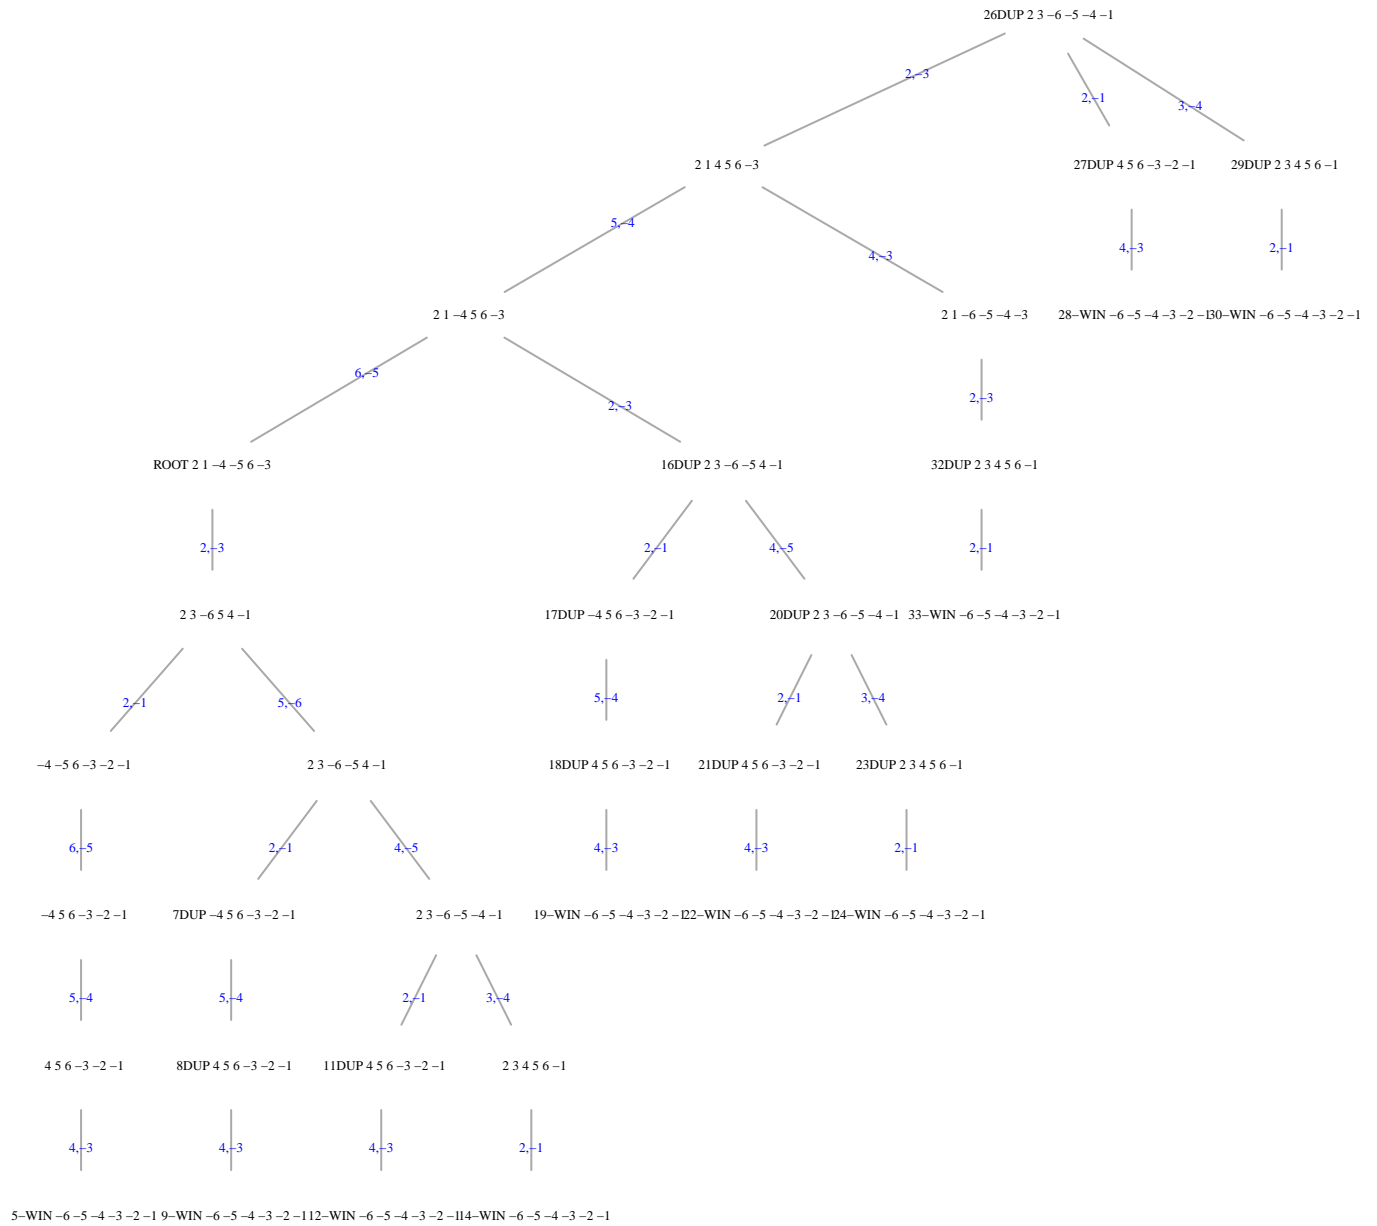 26DUP 2 3 −6 −5 −4 −1
2,−3
2,−1
3,−4
2 1 4 5 6 −3
27DUP 4 5 6 −3 −2 −1
29DUP 2 3 4 5 6 −1
5,−4
4,−3
4,−3
2,−1
2 1 −4 5 6 −3
2 1 −6 −5 −4 −3
28−WIN −6 −5 −4 −3 −2 −1
30−WIN −6 −5 −4 −3 −2 −1
6,−5
2,−3
2,−3
ROOT 2 1 −4 −5 6 −3
16DUP 2 3 −6 −5 4 −1
32DUP 2 3 4 5 6 −1
2,−3
2,−1
4,−5
2,−1
2 3 −6 5 4 −1
17DUP −4 5 6 −3 −2 −1
20DUP 2 3 −6 −5 −4 −1
33−WIN −6 −5 −4 −3 −2 −1
2,−1
5,−6
5,−4
2,−1
3,−4
−4 −5 6 −3 −2 −1
2 3 −6 −5 4 −1
18DUP 4 5 6 −3 −2 −1
21DUP 4 5 6 −3 −2 −1
23DUP 2 3 4 5 6 −1
6,−5
2,−1
4,−5
4,−3
4,−3
2,−1
−4 5 6 −3 −2 −1
7DUP −4 5 6 −3 −2 −1
2 3 −6 −5 −4 −1
19−WIN −6 −5 −4 −3 −2 −1
22−WIN −6 −5 −4 −3 −2 −1
24−WIN −6 −5 −4 −3 −2 −1
5,−4
5,−4
2,−1
3,−4
4 5 6 −3 −2 −1
8DUP 4 5 6 −3 −2 −1
11DUP 4 5 6 −3 −2 −1
2 3 4 5 6 −1
4,−3
4,−3
4,−3
2,−1
5−WIN −6 −5 −4 −3 −2 −1
9−WIN −6 −5 −4 −3 −2 −1
12−WIN −6 −5 −4 −3 −2 −1
14−WIN −6 −5 −4 −3 −2 −1